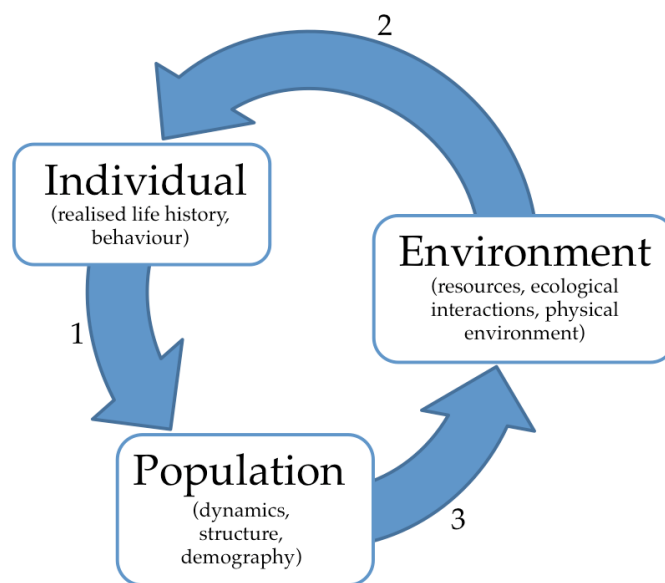 2
Individual
(realised life history,
behaviour)
Environment
(resources, ecological
interactions, physical
environment)
1
Population
(dynamics,
structure,
demography)
3